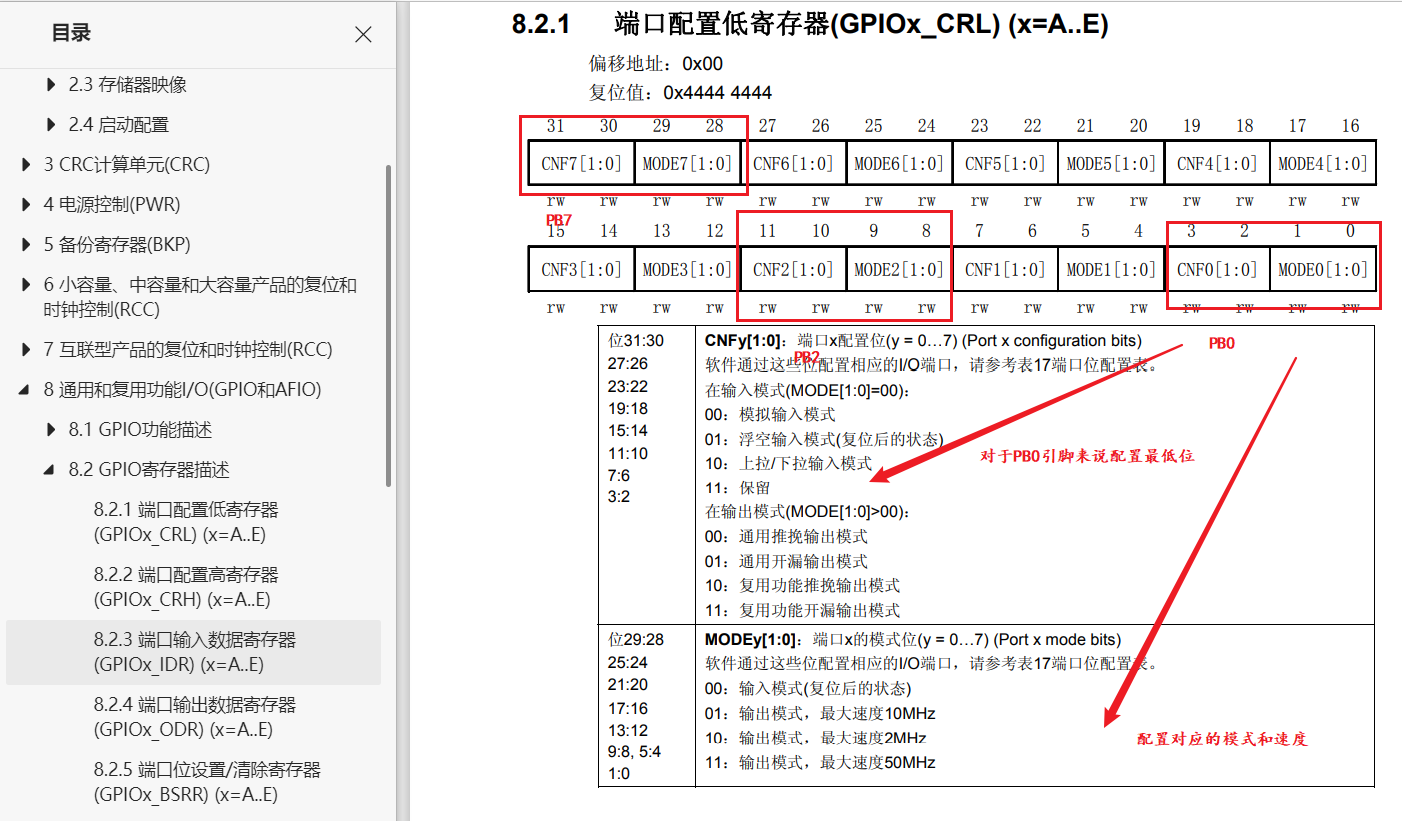 目录
2.3 存储器映像
2.4 启动配置
3 CRC计算单元(CRC)
4 电源控制(PWR)
5 备份寄存器(BKP)
6 小容量、中容量和大容量产品的复位和
时钟控制(RCC)
7 互联型产品的复位和时钟控制(RCC)
8 通用和复用功能I/O(GPIO和AFIO)
8.1 GPIO功能描述
8.2 GPIO寄存器描述
8.2.1 端口配置低寄存器
(GPIOx_CRL) (x=A..E)
8.2.2 端口配置高寄存器
(GPIOx_CRH) (x=A..E)
8.2.3 端口输入数据寄存器
(GPIOx_IDR) (x=A..E)
8.2.4 端口输出数据寄存器
(GPIOx_ODR) (x=A..E)
8.2.5 端口位设置/清除寄存器
(GPIOx_BSRR) (x=A..E)
8.2.1 端口配置低寄存器(GPIOx_CRL) (x=A..E)
偏移地址：0x00
复位值：0x4444 4444
31 30 29 28 27 26 25 24 23 22 21 20 19 18 17 16
CNF7[1:0] MODE7[1:0] CNF6[1:0] MODE6[1:0] CNF5[1:0] MODE5[1:0] CNF4[1:0] MODE4[1:0]
rw rw rw rw rw rw rw rw rw rw rw rw rw rw rw rw
PB7
15 14 13 12 11 10 9 8 7 6 5 4 3 2 1 0
CNF3[1:0] MODE3[1:0] CNF2[1:0] MODE2[1:0] CNF1[1:0] MODE1[1:0] CNF0[1:0] MODE0[1:0]
rw rw rw rw rw rw rw rw rw rw rw rw rw rw rw rw
位31:30
27:26
23:22
19:18
15:14
11:10
7:6
3:2
CNFy[1:0]：端口x配置位(y = 0…7) (Port x configuration bits)
PB0
PB2
软件通过这些位配置相应的I/O端口，请参考表17端口位配置表。
在输入模式(MODE[1:0]=00)：
00：模拟输入模式
01：浮空输入模式(复位后的状态)
对于PB0引脚来说配置最低位
10：上拉/下拉输入模式
11：保留
在输出模式(MODE[1:0]>00)：
00：通用推挽输出模式
01：通用开漏输出模式
10：复用功能推挽输出模式
11：复用功能开漏输出模式
位29:28
25:24
21:20
17:16
13:12
9:8, 5:4
1:0
MODEy[1:0]：端口x的模式位(y = 0…7) (Port x mode bits)
软件通过这些位配置相应的I/O端口，请参考表17端口位配置表。
00：输入模式(复位后的状态)
01：输出模式，最大速度10MHz
10：输出模式，最大速度2MHz
11：输出模式，最大速度50MHz
配置对应的模式和速度